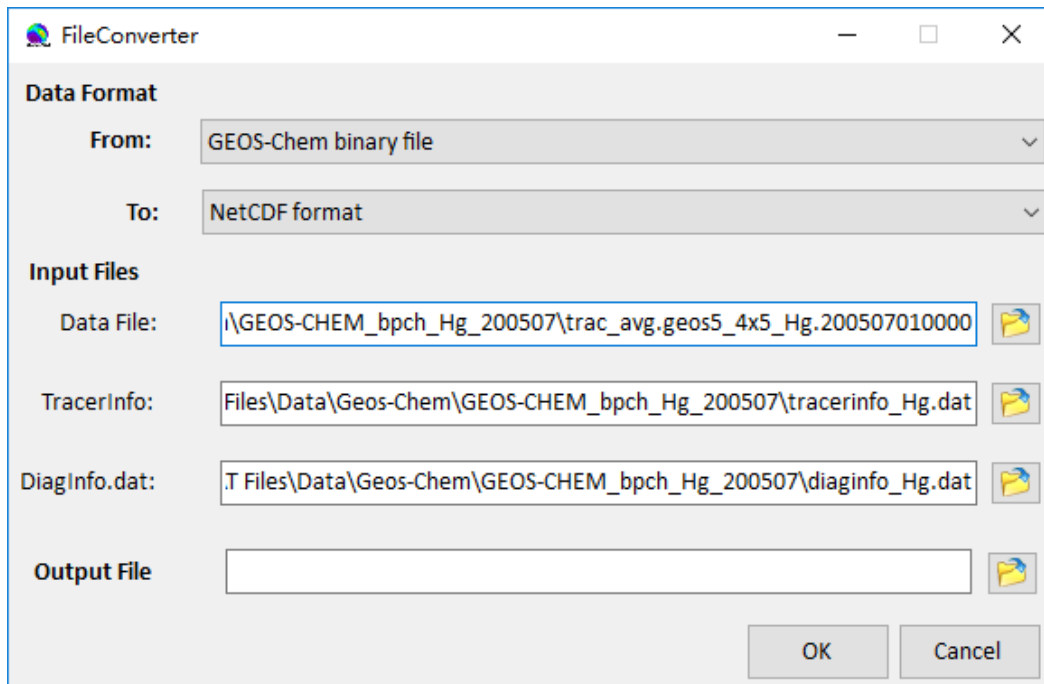 FileConverter
Data Format
From: GEOS-Chem binary file
To: NetCDF format
Input Files
Data File: \GEOS-CHEM_bpch_Hg_200507\trac_avg.geos5_4x5_Hg.200507010000
TracerInfo: Files\Data\Geos-Chem\GEOS-CHEM_bpch_Hg_200507\tracerinfo_Hg.dat
DiagInfo.dat: .T Files\Data\Geos-Chem\GEOS-CHEM_bpch_Hg_200507\diaginfo_Hg.dat
Output File
OK Cancel